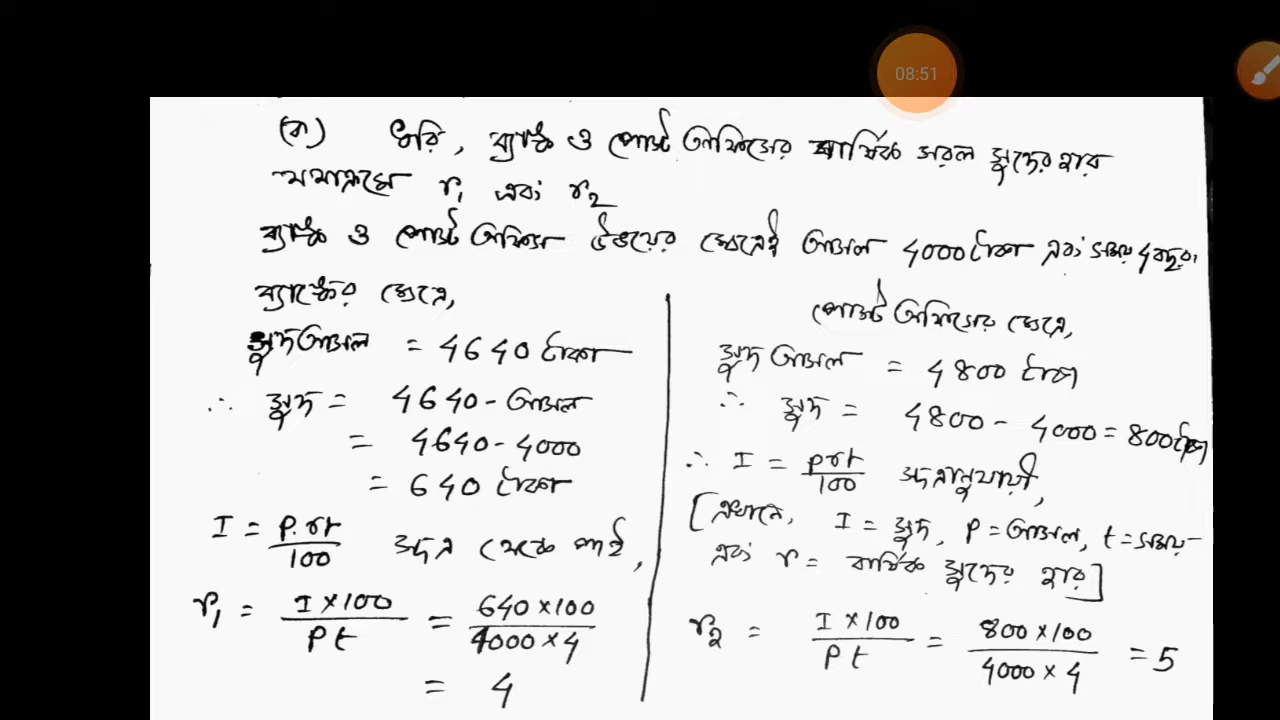 08:51
(ক) ধরি, ব্যাঙ্ক ও পোস্ট অফিসের বার্ষিক সরল সুদের হার
যথাক্রমে r₁ এবং r₂
ব্যাঙ্ক ও পোস্ট অফিস উভয়ের ক্ষেত্রেই আসল 4000 টাকা এবং সময় 4 বছর।
ব্যাঙ্কের ক্ষেত্রে,
সুদআসল = 4640 টাকা
∴ সুদ = 4640 - আসল
= 4640 - 4000
= 640 টাকা
I = P.rt/100 সূত্র থেকে পাই,
r₁ = I×100/Pt = 640×100/4000×4
= 4
পোস্ট অফিসের ক্ষেত্রে,
সুদ আসল = 4800 টাকা
∴ সুদ = 4800 - 4000 = 800 টাকা
∴ I = prt/100 সূত্রানুযায়ী,
[এখানে, I = সুদ, P = আসল, t = সময়
এবং r = বার্ষিক সুদের হার]
r₂ = I×100/Pt = 800×100/4000×4 = 5